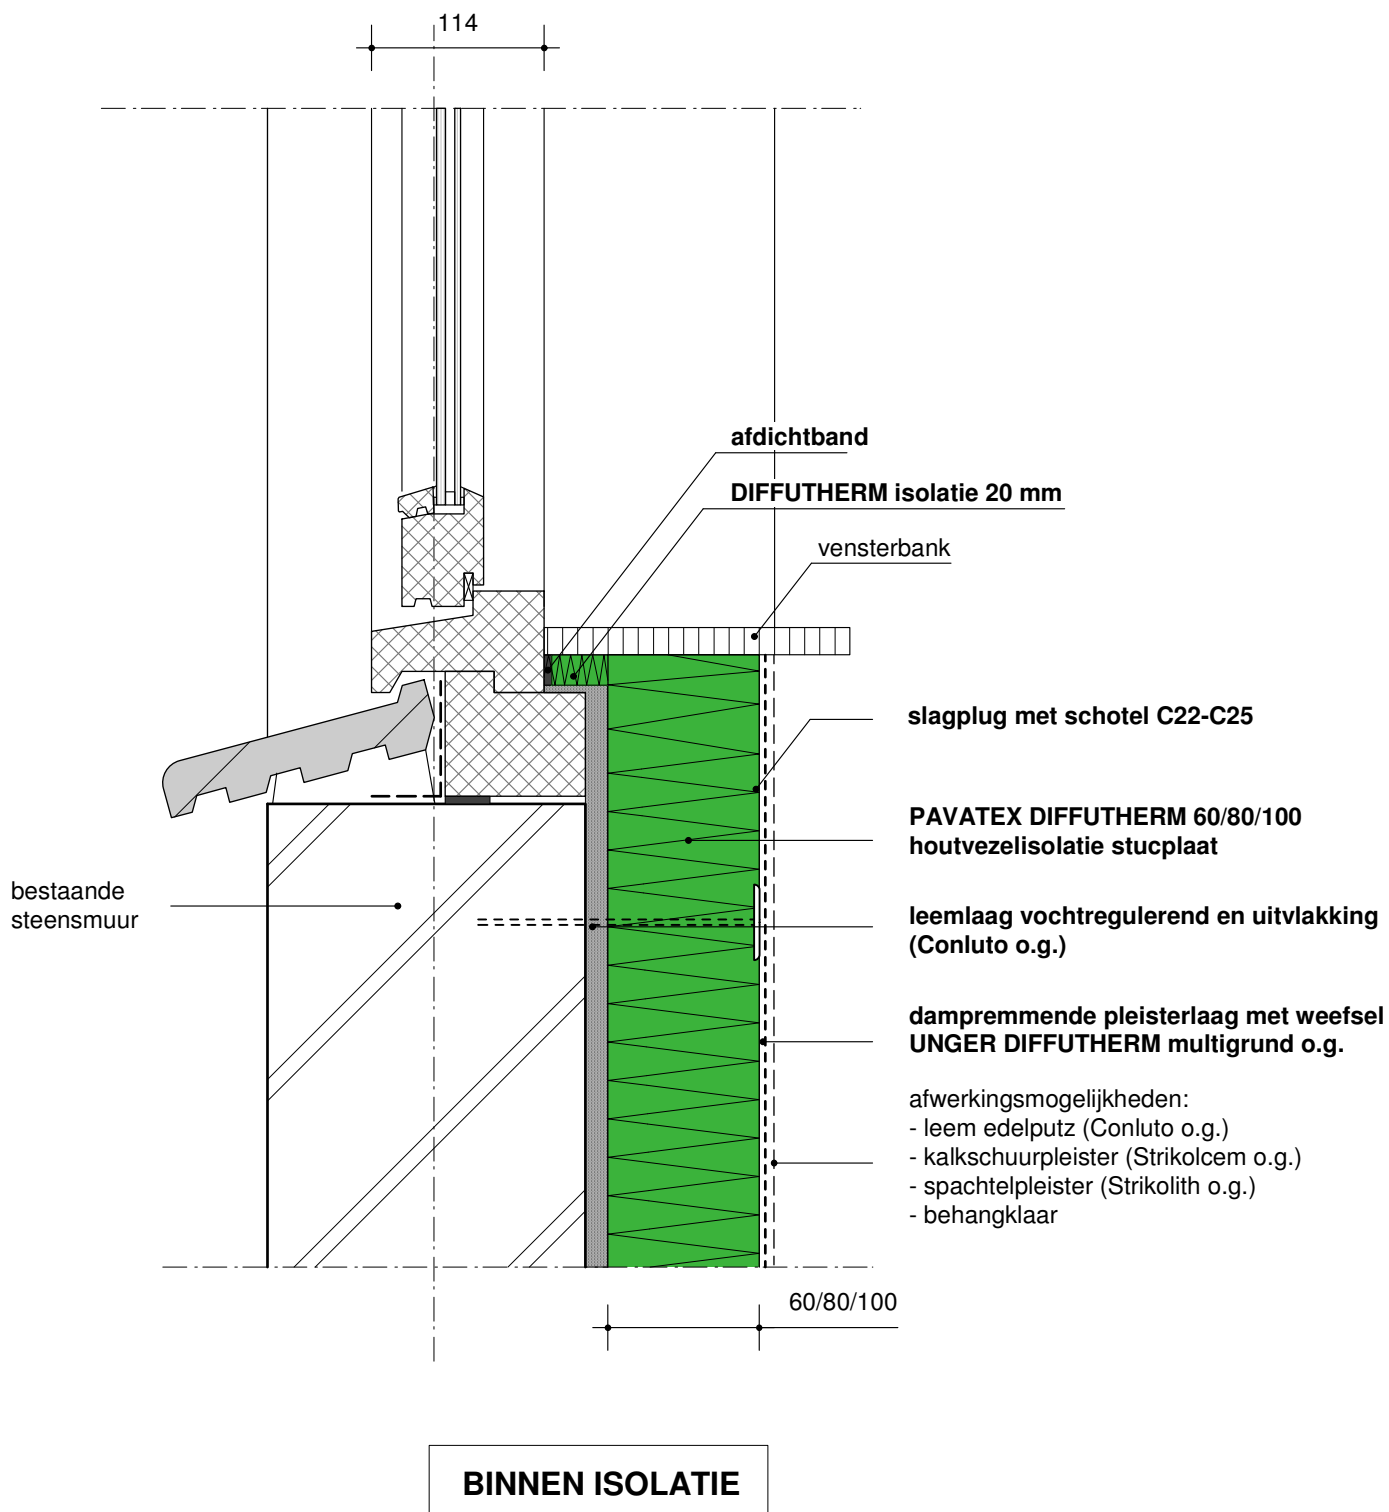 114
afdichtband
DIFFUTHERM isolatie 20 mm
vensterbank
slagplug met schotel C22-C25
PAVATEX DIFFUTHERM 60/80/100
houtvezelisolatie stucplaat
bestaande
steensmuur
leemlaag vochtregulerend en uitvlakking
(Conluto o.g.)
dampremmende pleisterlaag met weefsel
UNGER DIFFUTHERM multigrund o.g.
afwerkingsmogelijkheden:
- leem edelputz (Conluto o.g.)
- kalkschuurpleister (Strikolcem o.g.)
- spachtelpleister (Strikolith o.g.)
- behangklaar
60/80/100
BINNEN ISOLATIE